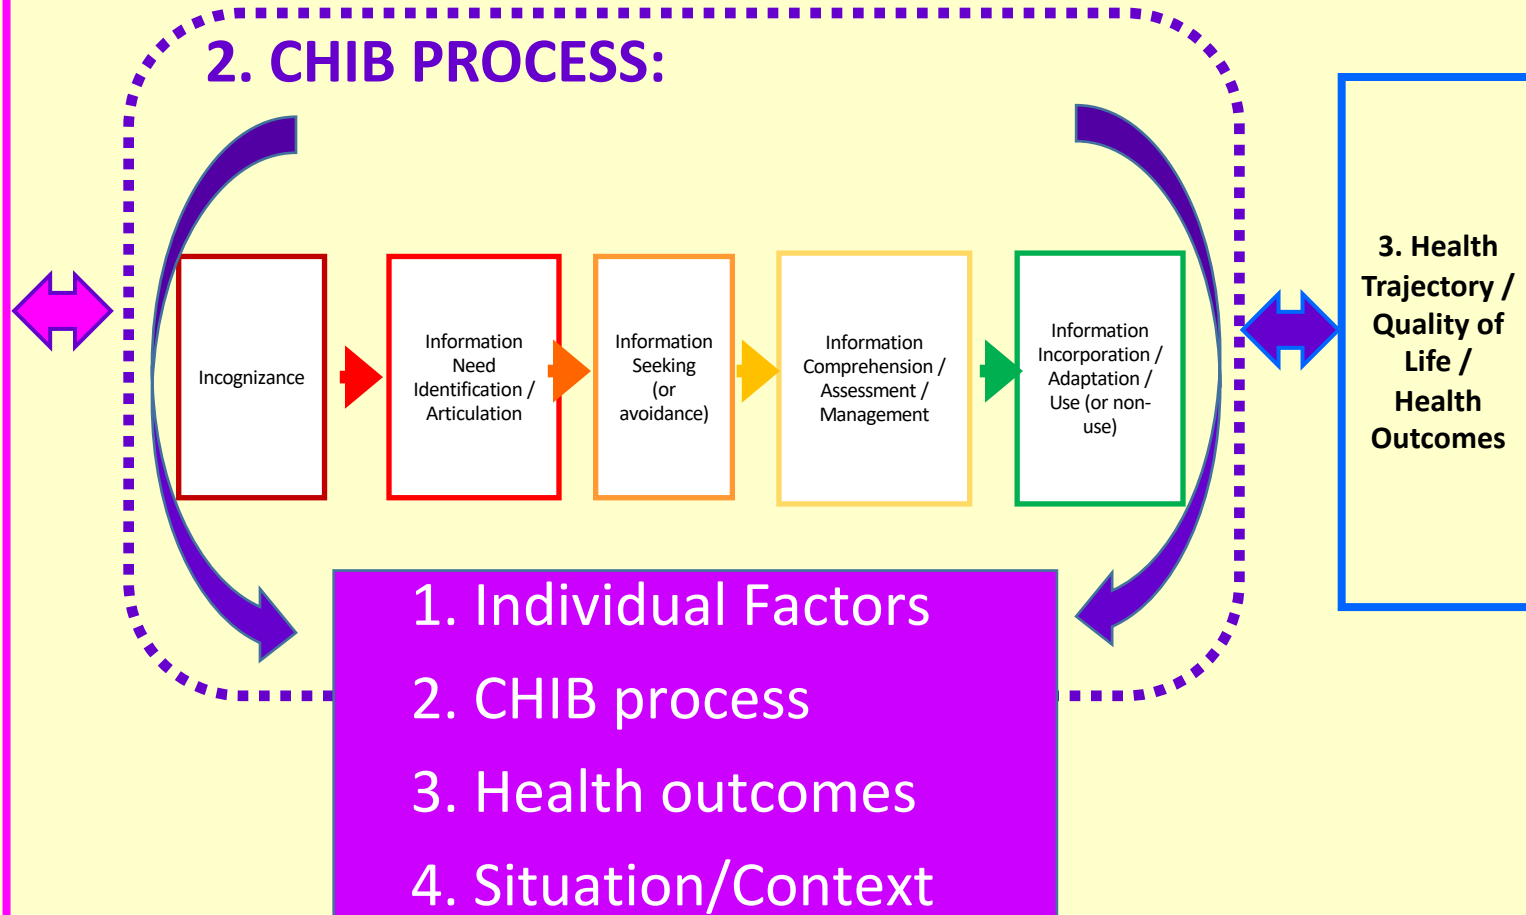 2. CHIB PROCESS:
Incognizance
Information
Need
Identification /
Articulation
Information
Seeking
(or
avoidance)
Information
Comprehension /
Assessment /
Management
Information
Incorporation /
Adaptation /
Use (or non-
use)
3. Health
Trajectory /
Quality of
Life /
Health
Outcomes
1. Individual Factors
2. CHIB process
3. Health outcomes
4. Situation/Context